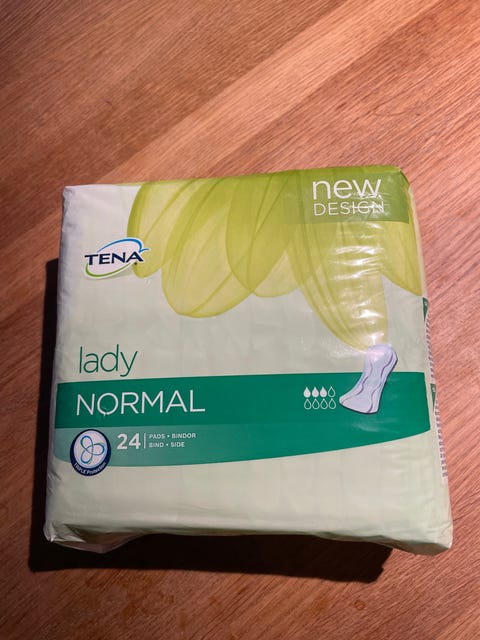 new
DESIGN
TENA
lady
NORMAL
24 PADS • BINDOR
BIND • SIDE
TRIPLE Protection